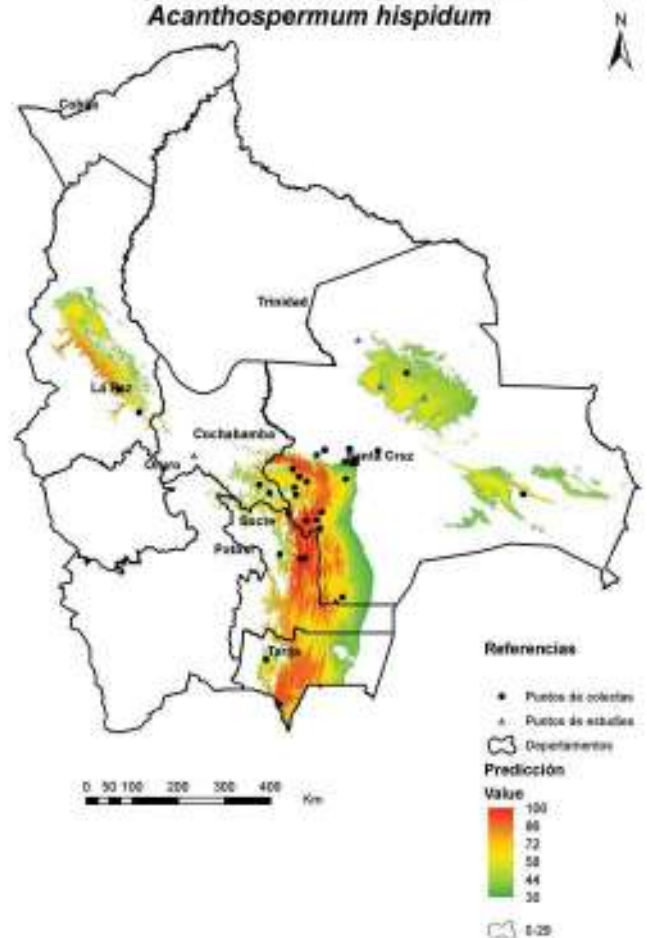 Acanthospermum hispidum
N
Cobija
Trinidad
La Paz
Cochabamba
Oruro
Santa Cruz
Sucre
Potosí
Tarija
Referencias
Puntos de colectas
Puntos de estudios
Departamentos
Predicción
Value
100
86
72
58
44
30
0-29
0 50 100 200 300 400
Km